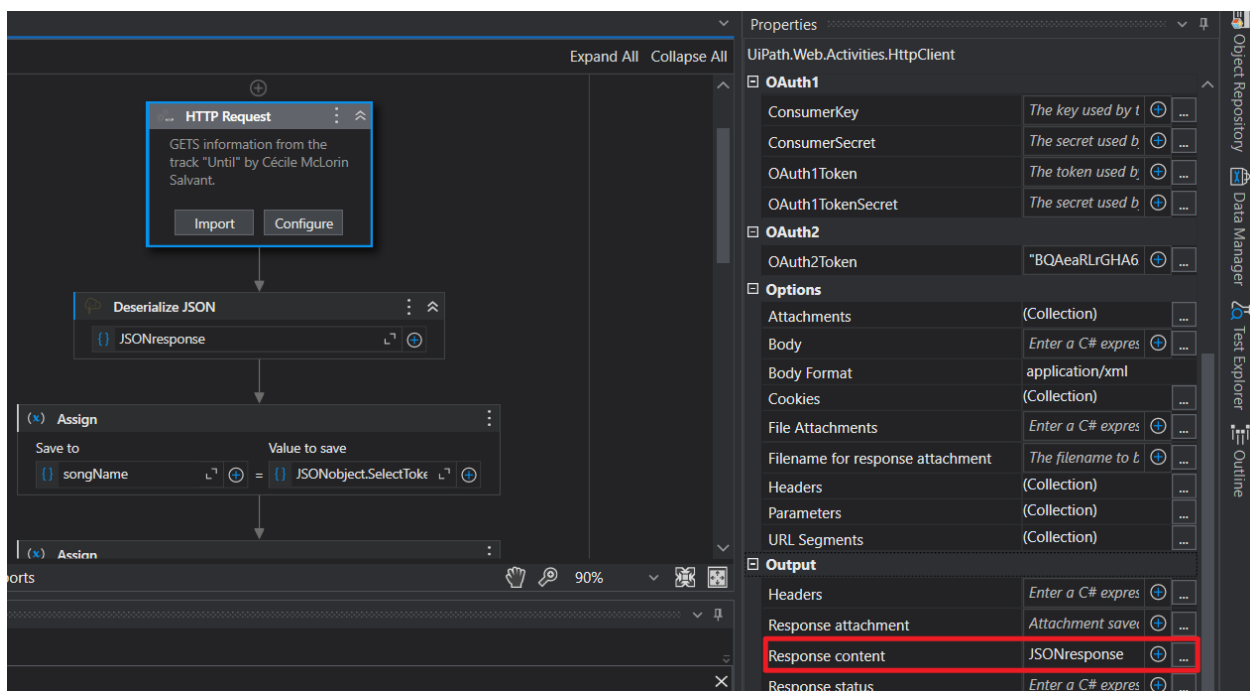 Expand All Collapse All
HTTP Request
GETS information from the
track "Until" by Cécile McLorin
Salvant.
Import Configure
Deserialize JSON
JSONresponse
(x) Assign
Save to Value to save
songName = JSONobject.SelectToke
(x) Assign
ports
90%
Properties
UiPath.Web.Activities.HttpClient
OAuth1
ConsumerKey The key used by t
ConsumerSecret The secret used b
OAuth1Token The token used by
OAuth1TokenSecret The secret used b
OAuth2
OAuth2Token "BQAeaRLrGHA6
Options
Attachments (Collection)
Body Enter a C# expres
Body Format application/xml
Cookies (Collection)
File Attachments Enter a C# expres
Filename for response attachment The filename to b
Headers (Collection)
Parameters (Collection)
URL Segments (Collection)
Output
Headers Enter a C# expres
Response attachment Attachment save
Response content JSONresponse
Response status Enter a C# expres
Object Repository
Data Manager
Test Explorer
Outline